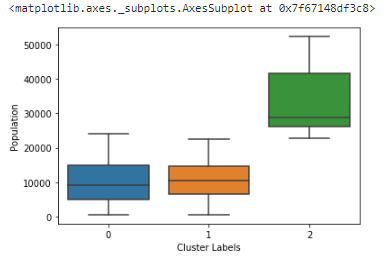 <matplotlib.axes._subplots.AxesSubplot at 0x7f67148df3c8>
50000
40000
30000
20000
10000
0
Population
0 1 2
Cluster Labels